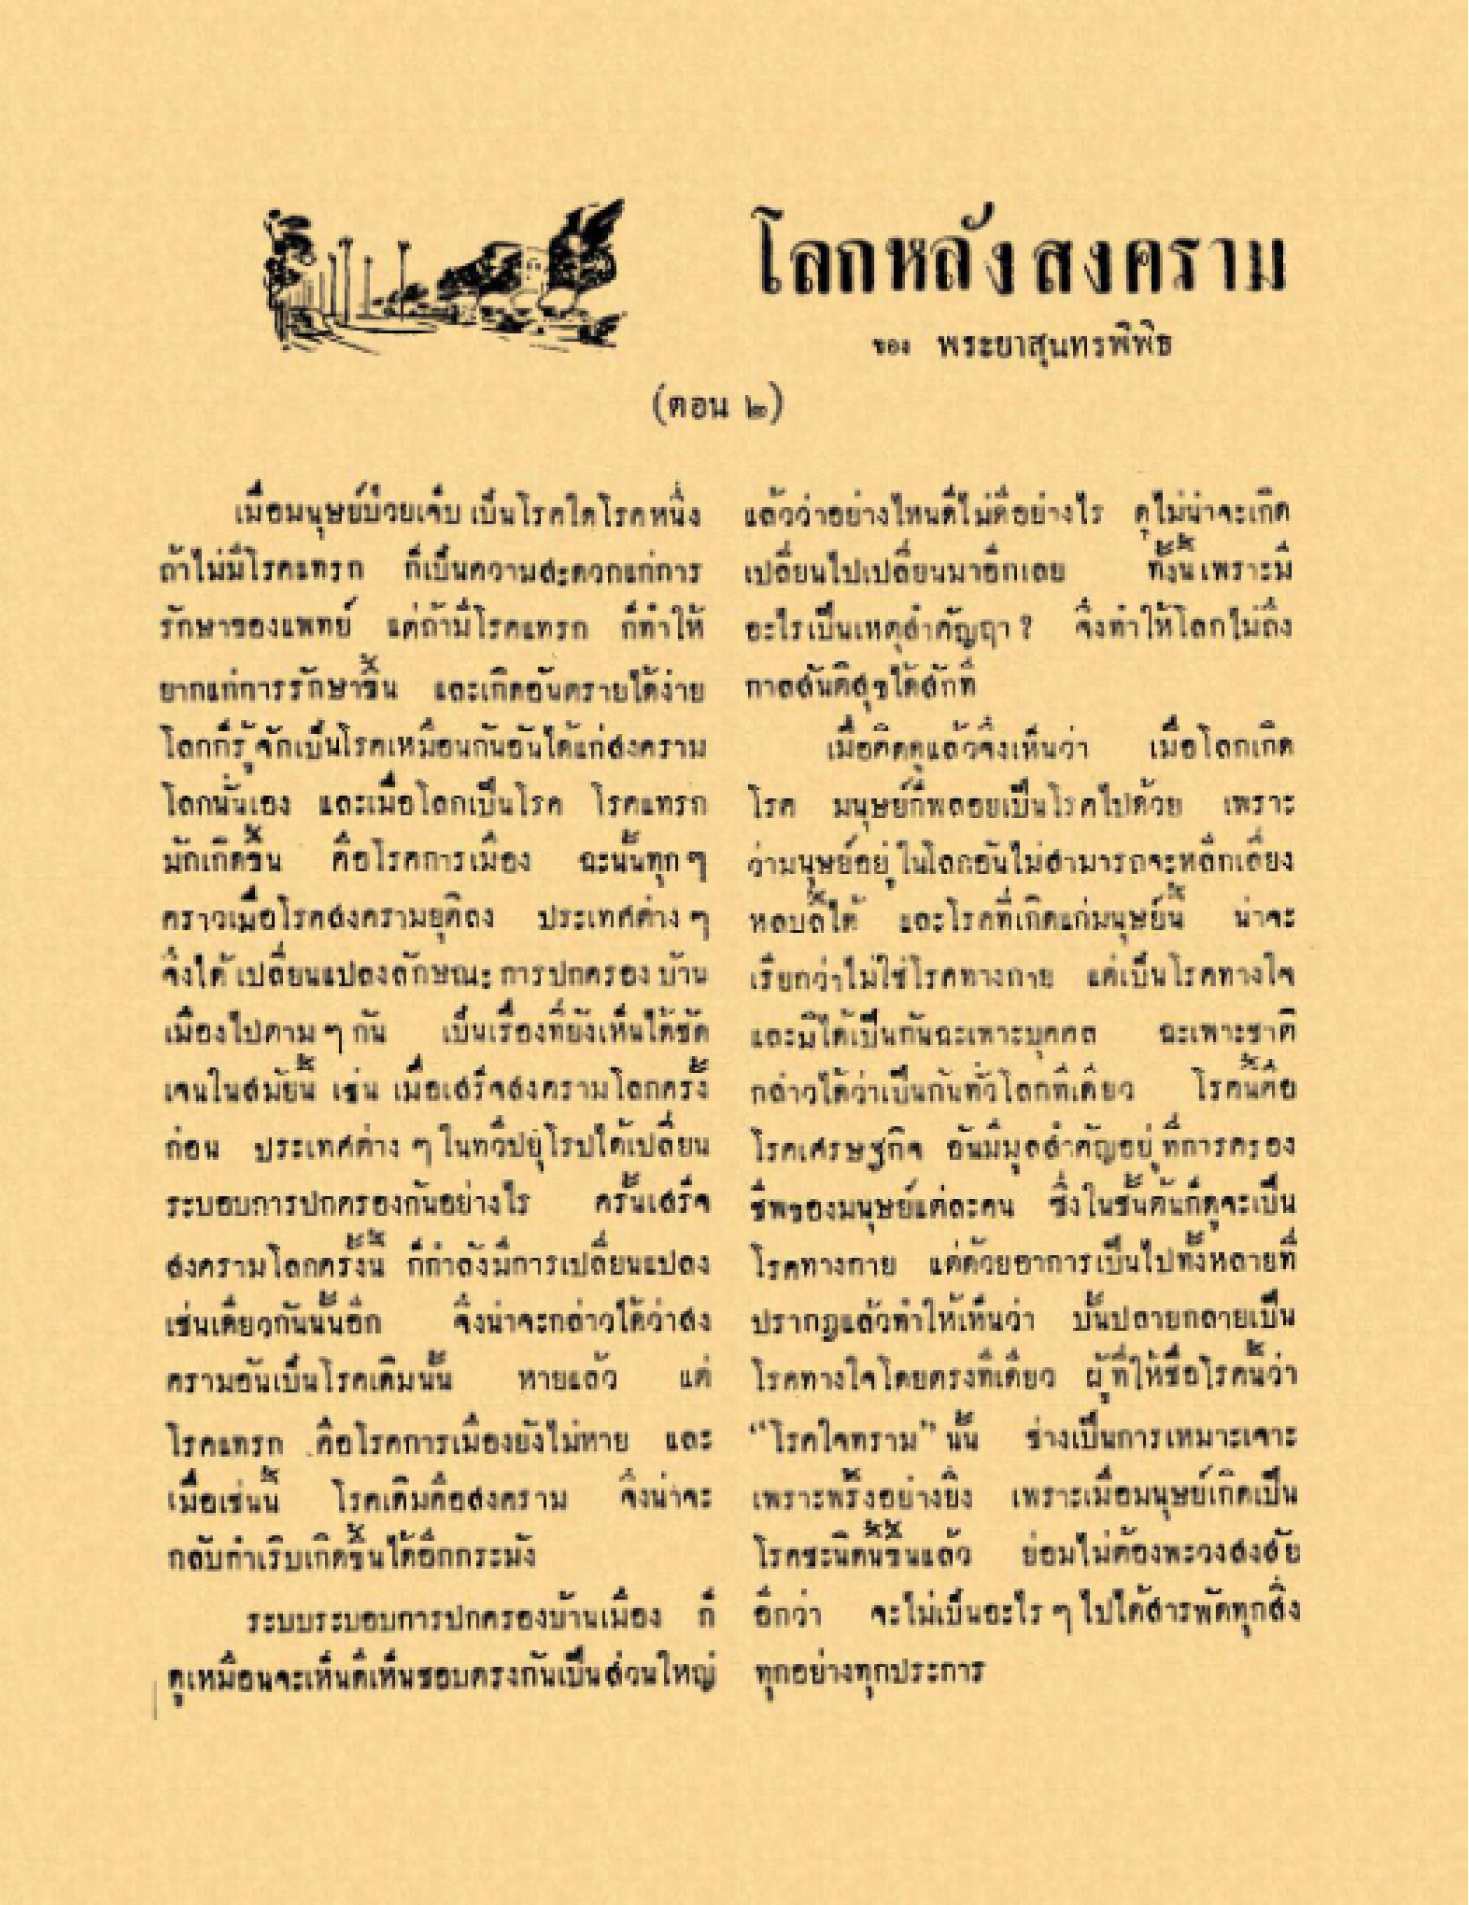 โลกหลังสงคราม
ของ พระยาสุนทรพิพิธ
(ตอน ๒)
เมื่อมนุษย์ป่วยเจ็บ เป็นโรคใดโรคหนึ่ง
ถ้าไม่มีโรคแทรก ก็เป็นความสะดวกแก่การ
รักษาของแพทย์ แต่ถ้ามีโรคแทรก ก็ทำให้
ยากแก่การรักษาขึ้น และเกิดอันตรายได้ง่าย
โลกก็รู้จักเป็นโรคเหมือนกันอันได้แก่สงคราม
โลกนั่นเอง และเมื่อโลกเป็นโรค โรคแทรก
มักเกิดขึ้น คือโรคการเมือง ฉะนั้นทุก ๆ
คราวเมื่อโรคสงครามยุติลง ประเทศต่าง ๆ
จึงได้ เปลี่ยนแปลงลักษณะ การปกครอง บ้าน
เมืองไปตาม ๆ กัน เป็นเรื่องที่ยังเห็นได้ชัด
เจนในสมัยนี้ เช่น เมื่อเสร็จสงครามโลกครั้ง
ก่อน ประเทศต่าง ๆ ในทวีปยุโรปได้เปลี่ยน
ระบอบการปกครองกันอย่างไร ครั้นเสร็จ
สงครามโลกครั้งนี้ ก็กำลังมีการเปลี่ยนแปลง
เช่นเดียวกันนั้นอีก จึงน่าจะกล่าวได้ว่าสง
ครามอันเป็นโรคเดิมนั้น หายแล้ว แต่
โรคแทรก คือโรคการเมืองยังไม่หาย และ
เมื่อเช่นนี้ โรคเดิมคือสงคราม จึงน่าจะ
กลับกำเริบเกิดขึ้นได้อีกกระมัง
ระบบระบอบการปกครองบ้านเมือง ก็
ดูเหมือนจะเห็นดีเห็นชอบตรงกันเป็นส่วนใหญ่
แล้วว่าอย่างไหนดีไม่ดีอย่างไร ดูไม่น่าจะเกิด
เปลี่ยนไปเปลี่ยนมาอีกเลย ทั้งนี้ เพราะมี
อะไรเป็นเหตุสำคัญฤา ? จึงทำให้โลกไม่ถึง
กาลสันติสุขได้สักที
เมื่อคิดดูแล้วจึงเห็นว่า เมื่อโลกเกิด
โรค มนุษย์ก็พลอยเป็นโรคไปด้วย เพราะ
ว่ามนุษย์อยู่ในโลกอันไม่สามารถจะหลีกเลี่ยง
หลบลี้ได้ และโรคที่เกิดแก่มนุษย์นี้ น่าจะ
เรียกว่าไม่ใช่โรคทางกาย แต่เป็นโรคทางใจ
และมิได้เป็นกันฉะเพาะบุคคล ฉะเพาะชาติ
กล่าวได้ว่าเป็นกันทั่วโลกทีเดียว โรคนี้คือ
โรคเศรษฐกิจ อันมีมูลสำคัญอยู่ที่การครอง
ชีพของมนุษย์แต่ละคน ซึ่งในชั้นต้นก็ดูจะเป็น
โรคทางกาย แต่ด้วยอาการเป็นไปทั้งหลายที่
ปรากฏแล้วทำให้เห็นว่า บั้นปลายกลายเป็น
โรคทางใจโดยตรงทีเดียว ผู้ที่ให้ชื่อโรคนี้ว่า
“โรคใจทราม” นั้น ช่างเป็นการเหมาะเจาะ
เพราะพริ้งอย่างยิ่ง เพราะเมื่อมนุษย์เกิดเป็น
โรคชะนิดนี้ขึ้นแล้ว ย่อมไม่ต้องพะวงสงสัย
อีกว่า จะไม่เป็นอะไร ๆ ไปได้สารพัดทุกสิ่ง
ทุกอย่างทุกประการ